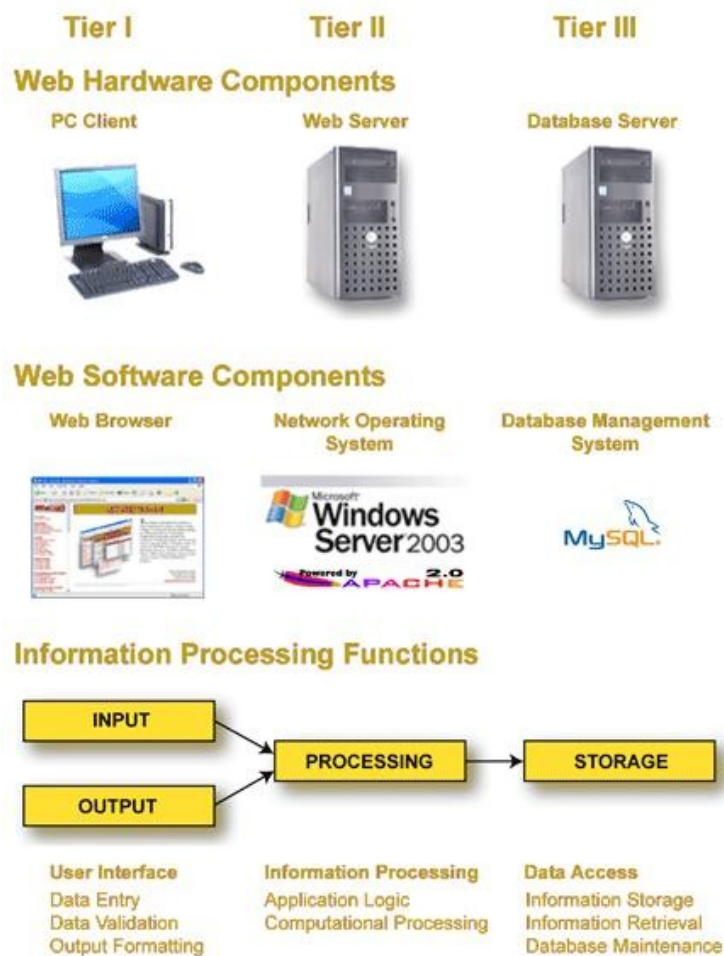 Tier I Tier II Tier III
Web Hardware Components
PC Client Web Server Database Server
Web Software Components
Web Browser Network Operating Database Management
System System
Microsoft
Windows
Server 2003
Powered by APACHE 2.0
MySQL
Information Processing Functions
INPUT
PROCESSING STORAGE
OUTPUT
User Interface Information Processing Data Access
Data Entry Application Logic Information Storage
Data Validation Computational Processing Information Retrieval
Output Formatting Database Maintenance